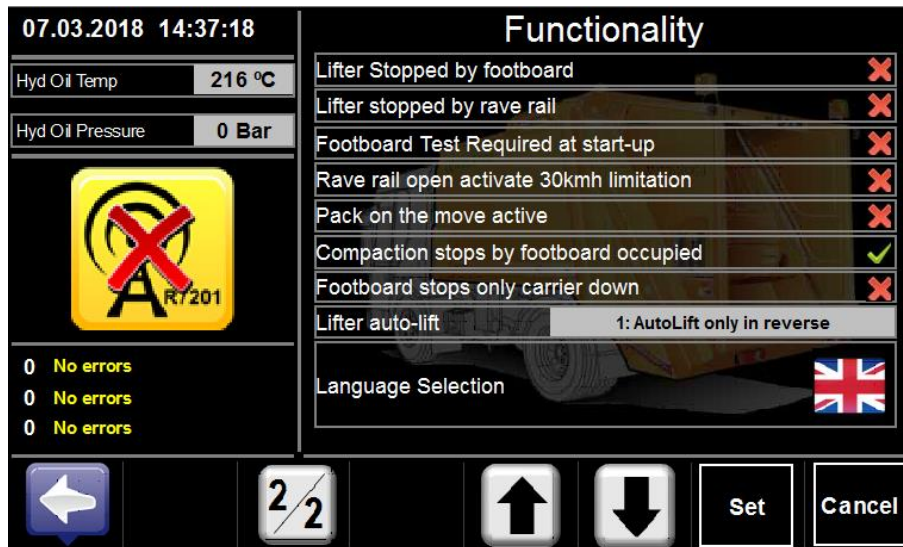 07.03.2018 14:37:18
Hyd Oil Temp 216 ºC
Hyd Oil Pressure 0 Bar
R1201
0 No errors
0 No errors
0 No errors
Functionality
Lifter Stopped by footboard
Lifter stopped by rave rail
Footboard Test Required at start-up
Rave rail open activate 30kmh limitation
Pack on the move active
Compaction stops by footboard occupied
Footboard stops only carrier down
Lifter auto-lift 1: AutoLift only in reverse
Language Selection
2/2
Set
Cancel